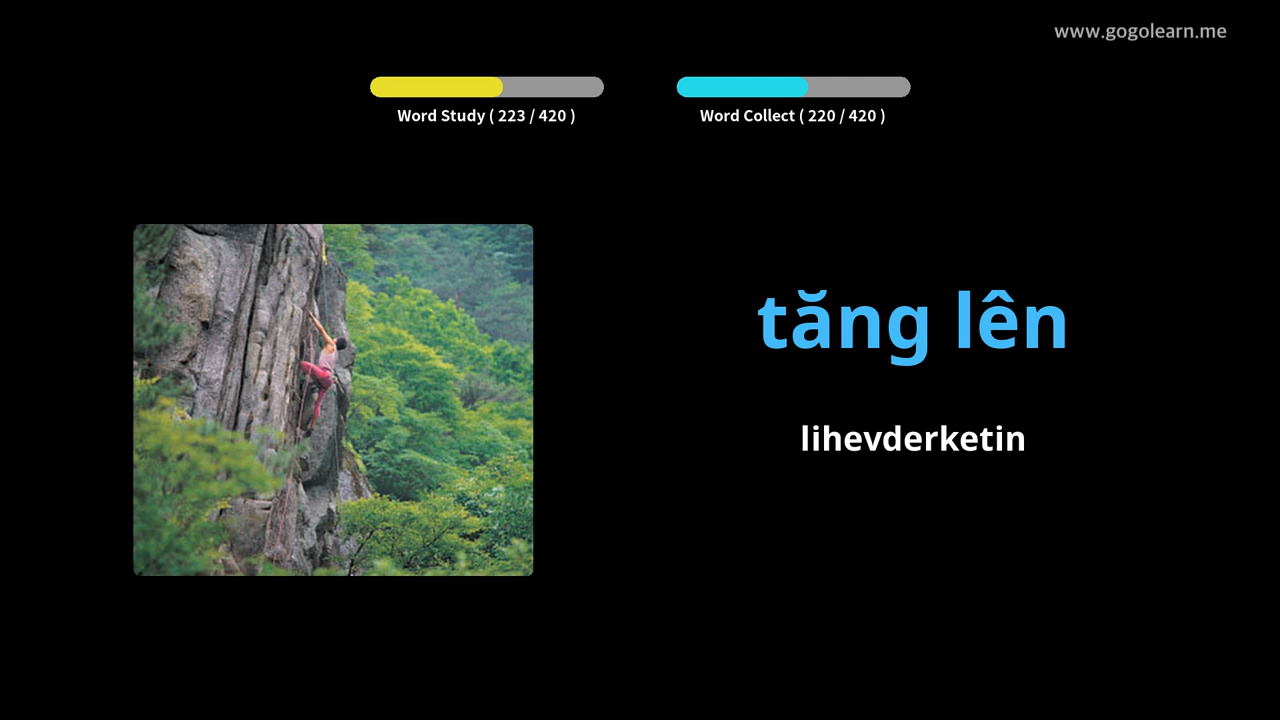 www.gogolearn.me
Word Study ( 223 / 420 )
Word Collect ( 220 / 420 )
tăng lên
lihevderketin